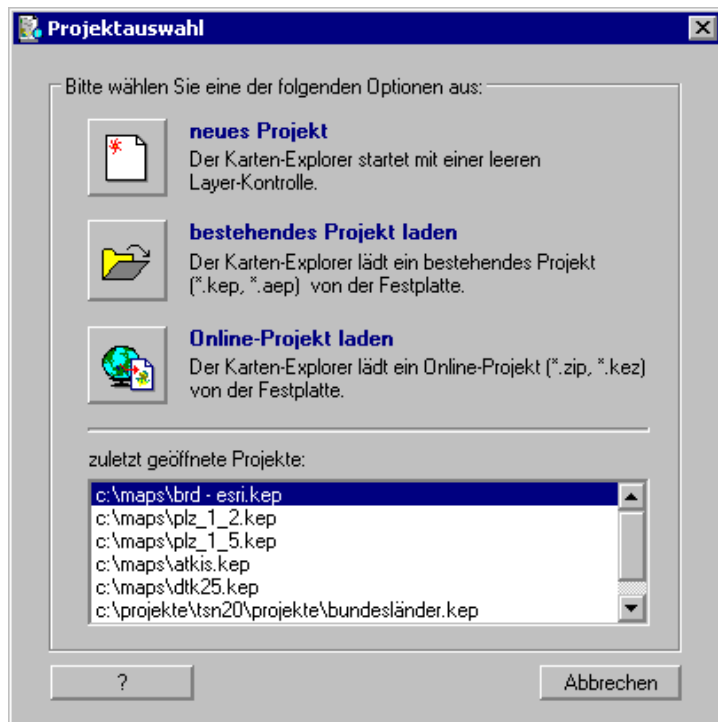 Projektauswahl
Bitte wählen Sie eine der folgenden Optionen aus:
neues Projekt
Der Karten-Explorer startet mit einer leeren
Layer-Kontrolle.
bestehendes Projekt laden
Der Karten-Explorer lädt ein bestehendes Projekt
(*.kep, *.aep)  von der Festplatte.
Online-Projekt laden
Der Karten-Explorer lädt ein Online-Projekt (*.zip, *.kez)
von der Festplatte.
zuletzt geöffnete Projekte:
c:\maps\brd - esri.kep
c:\maps\plz_1_2.kep
c:\maps\plz_1_5.kep
c:\maps\atkis.kep
c:\maps\dtk25.kep
c:\projekte\tsn20\projekte\bundesländer.kep
?
Abbrechen